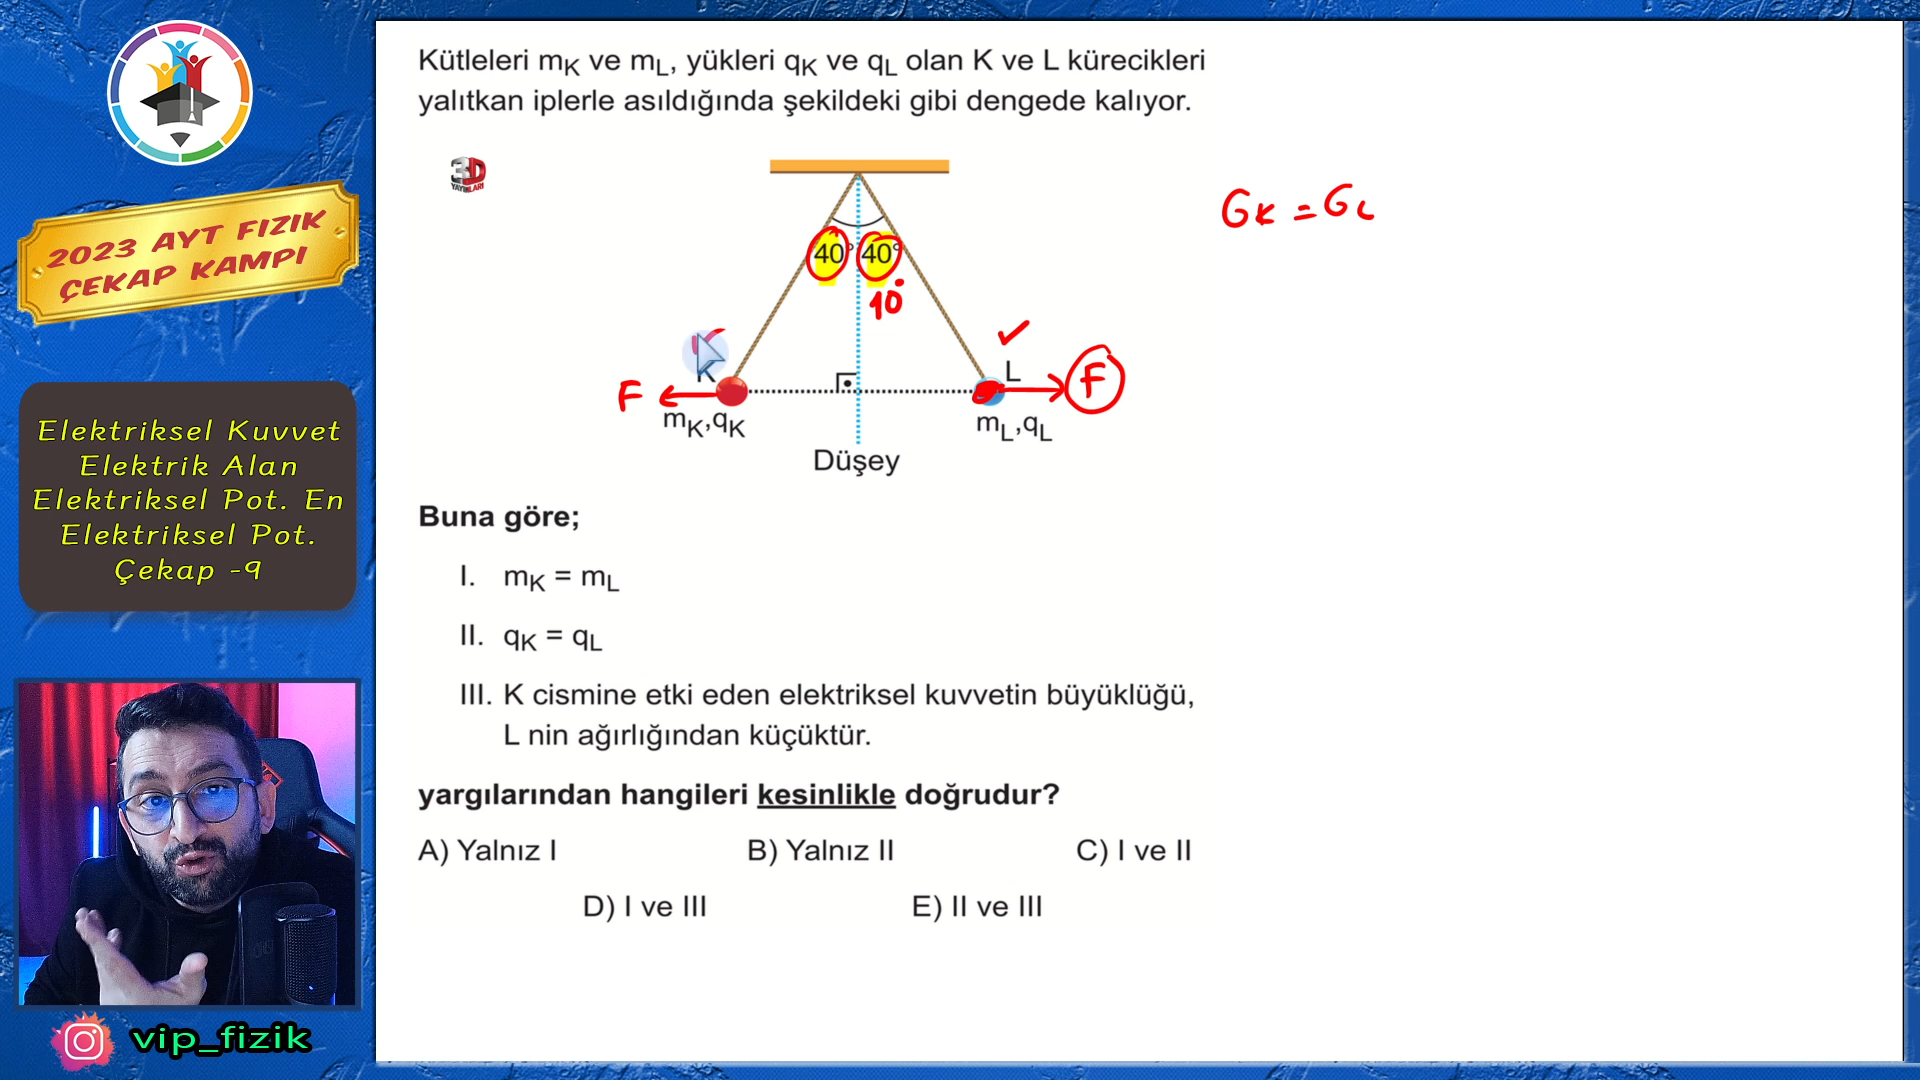 2023 AYT FIZIK
ÇEKAP KAMPI
Elektriksel Kuvvet
Elektrik Alan
Elektriksel Pot. En
Elektriksel Pot.
Çekap -9
vip_fizik
Kütleleri mK ve mL, yükleri qK ve qL olan K ve L kürecikleri
yalıtkan iplerle asıldığında şekildeki gibi dengede kalıyor.
3D
YAYINLARI
GK = GL
40° 40°
10°
K
L
F
F
mK,qK
mL,qL
Düşey
Buna göre;
I. mK = mL
II. qK = qL
III. K cismine etki eden elektriksel kuvvetin büyüklüğü,
L nin ağırlığından küçüktür.
yargılarından hangileri kesinlikle doğrudur?
A) Yalnız I
B) Yalnız II
C) I ve II
D) I ve III
E) II ve III